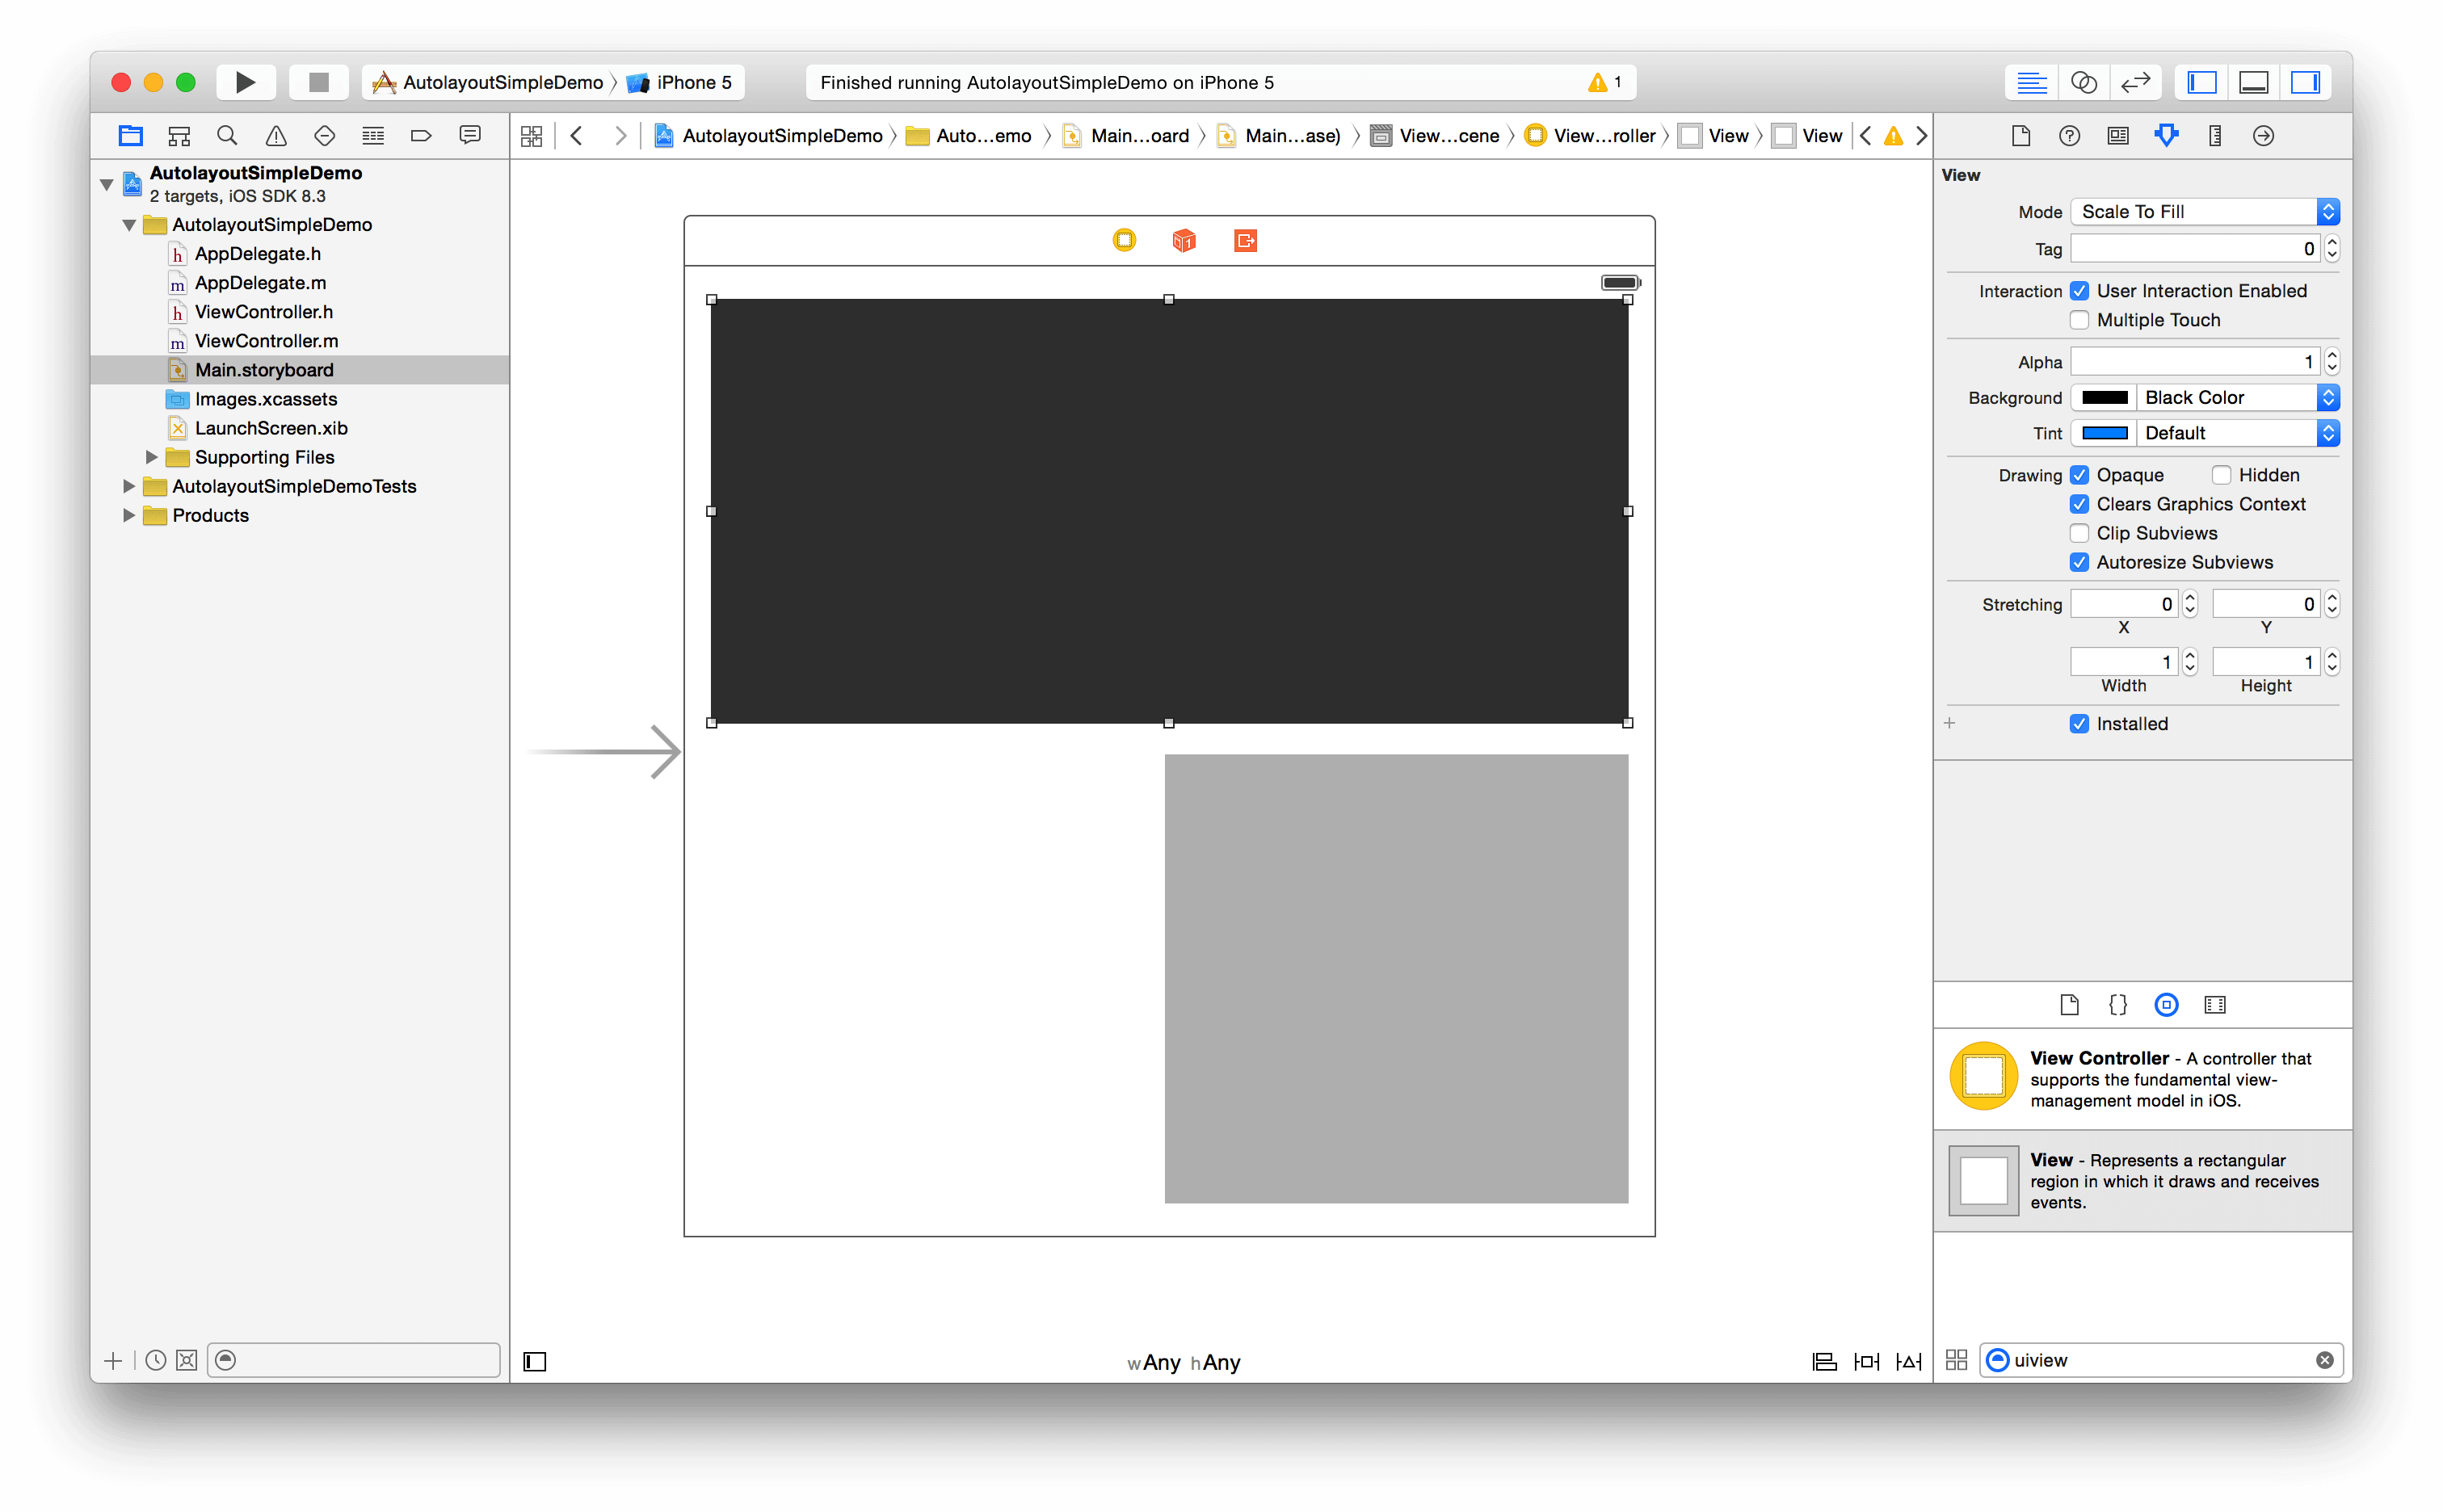 AutolayoutSimpleDemo
iPhone 5
Finished running AutolayoutSimpleDemo on iPhone 5
1
AutolayoutSimpleDemo
Auto...emo
Main...oard
Main...ase)
View...cene
View...roller
View
View
AutolayoutSimpleDemo
2 targets, iOS SDK 8.3
AutolayoutSimpleDemo
h AppDelegate.h
m AppDelegate.m
h ViewController.h
m ViewController.m
Main.storyboard
Images.xcassets
LaunchScreen.xib
Supporting Files
AutolayoutSimpleDemoTests
Products
wAny hAny
View
Mode Scale To Fill
Tag 0
Interaction User Interaction Enabled
Multiple Touch
Alpha 1
Background Black Color
Tint Default
Drawing Opaque Hidden
Clears Graphics Context
Clip Subviews
Autoresize Subviews
Stretching 0 0
X Y
1 1
Width Height
Installed
View Controller - A controller that
supports the fundamental view-
management model in iOS.
View - Represents a rectangular
region in which it draws and receives
events.
uiview